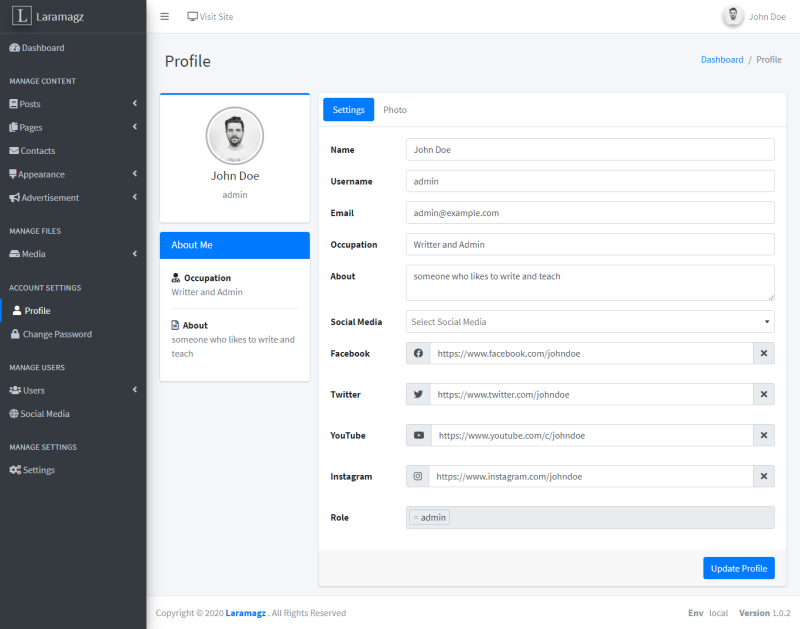 L Laramagz
Visit Site
John Doe
Dashboard
MANAGE CONTENT
Posts
Pages
Contacts
Appearance
Advertisement
MANAGE FILES
Media
ACCOUNT SETTINGS
Profile
Change Password
MANAGE USERS
Users
Social Media
MANAGE SETTINGS
Settings
Profile
Dashboard / Profile
John Doe
admin
About Me
Occupation
Writter and Admin
About
someone who likes to write and
teach
Settings Photo
Name John Doe
Username admin
Email admin@example.com
Occupation Writter and Admin
About someone who likes to write and teach
Social Media Select Social Media
Facebook https://www.facebook.com/johndoe
Twitter https://www.twitter.com/johndoe
YouTube https://www.youtube.com/c/johndoe
Instagram https://www.instagram.com/johndoe
Role × admin
Update Profile
Copyright © 2020 Laramagz . All Rights Reserved
Env local Version 1.0.2